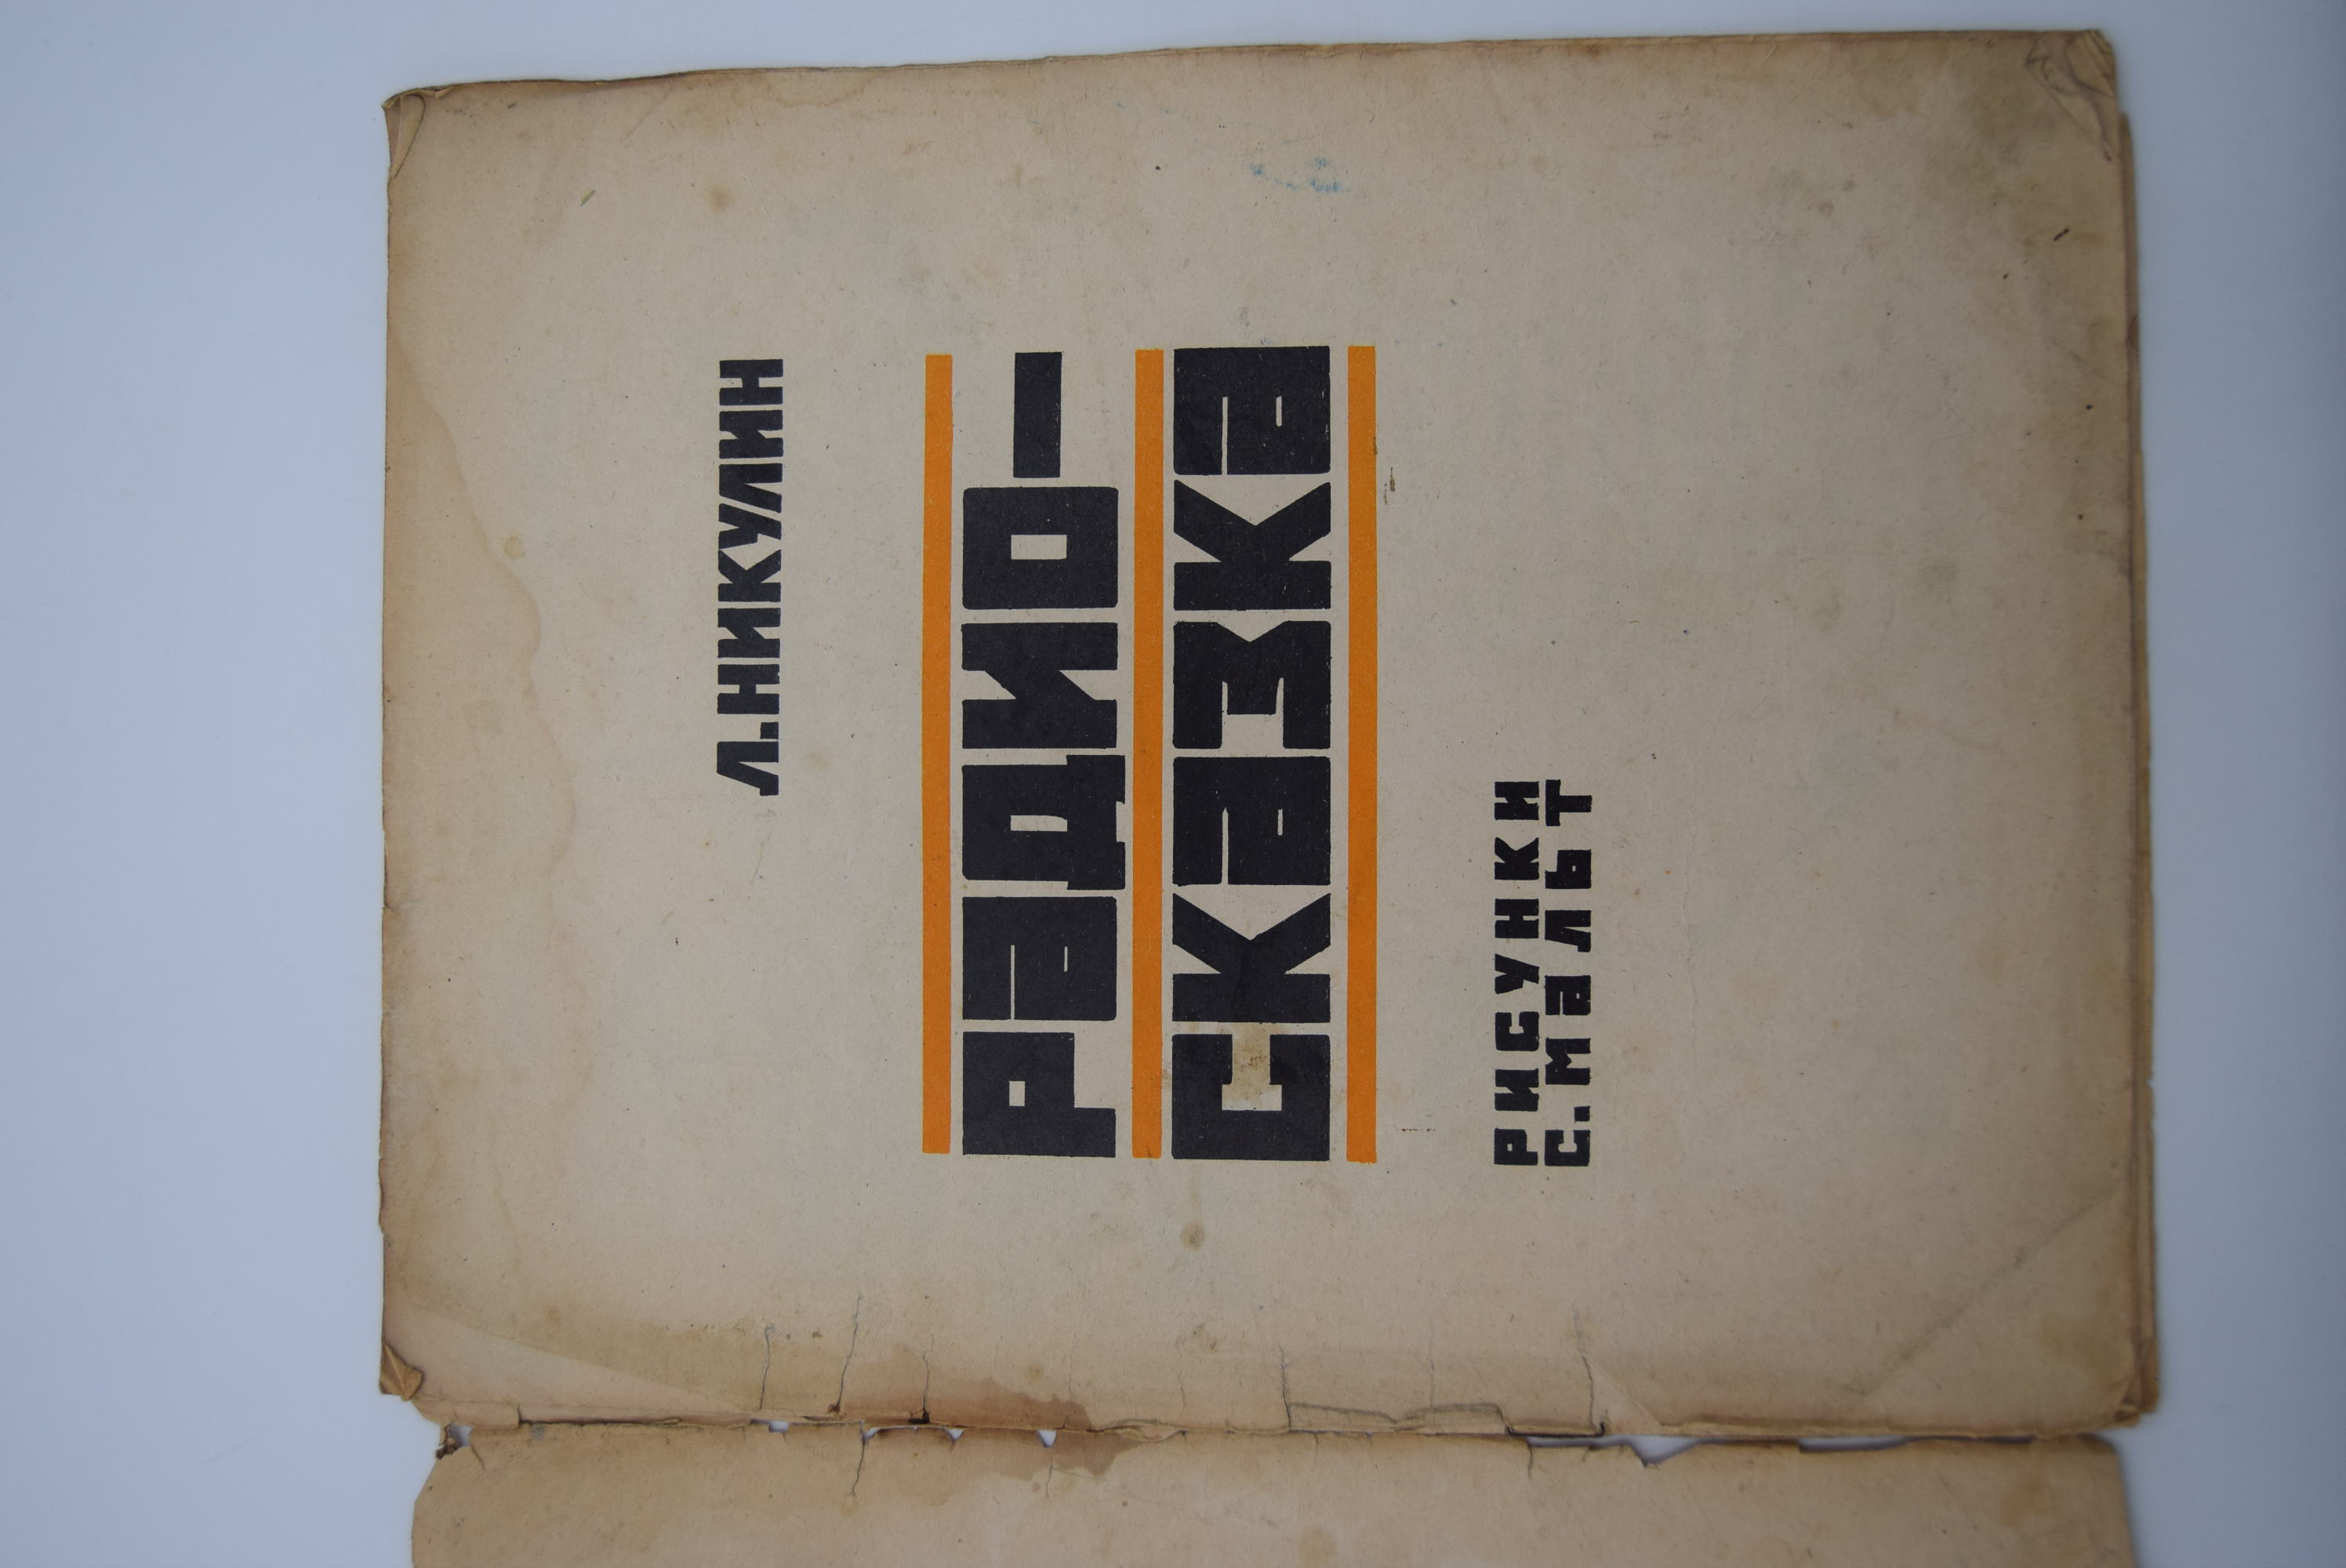 Л. НИКУЛИН
РаДИО-
СКаЗКа
РИСУНКИ
С. МаЛЬТ